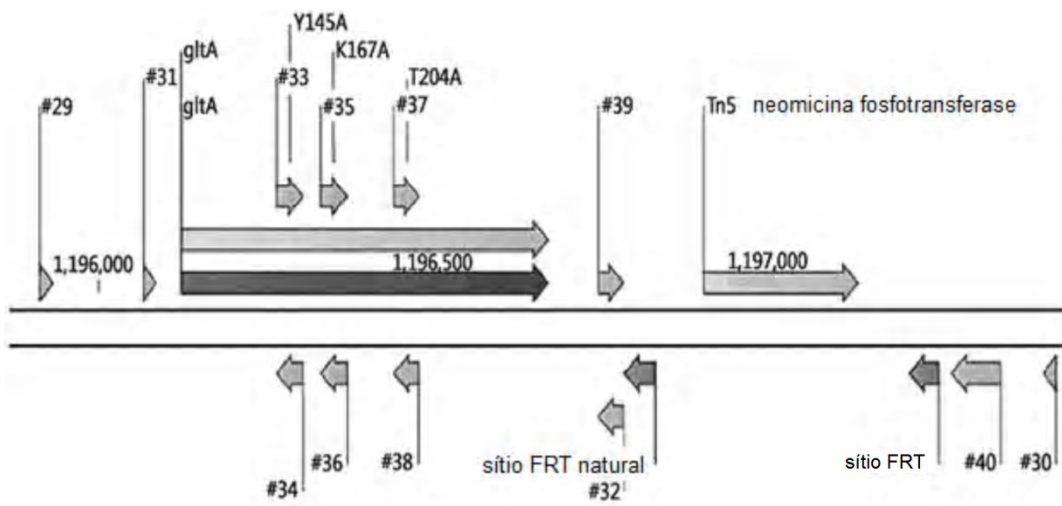 Y145A
gltA K167A
#31 #33 T204A
#29 gltA #35 #37 #39 Tn5 neomicina fosfotransferase
1,196,000 1,196,500 1,197,000
#36 #38 sítio FRT natural sítio FRT #40 #30
#34 #32